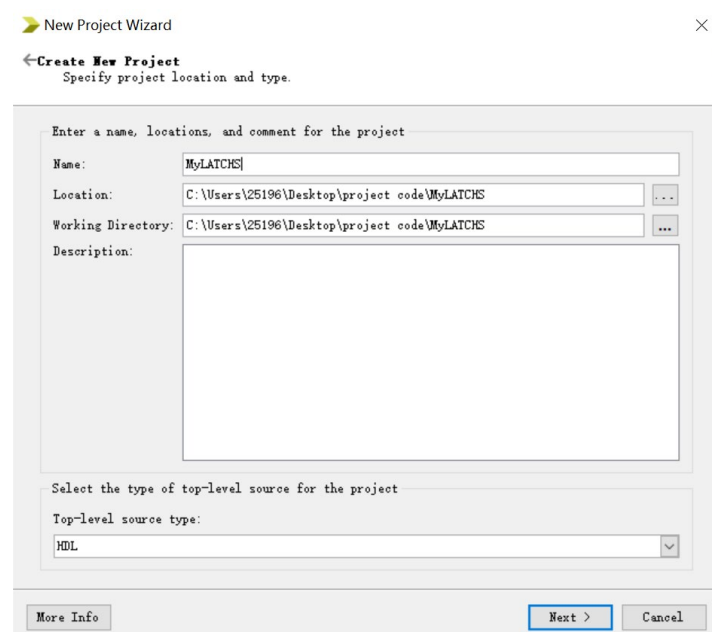 New Project Wizard
Create New Project
Specify project location and type.
Enter a name, locations, and comment for the project
Name:
MyLATCHS
Location:
C:\Users\25196\Desktop\project code\MyLATCHS
...
Working Directory:
C:\Users\25196\Desktop\project code\MyLATCHS
...
Description:
Select the type of top-level source for the project
Top-level source type:
HDL
More Info
Next >
Cancel